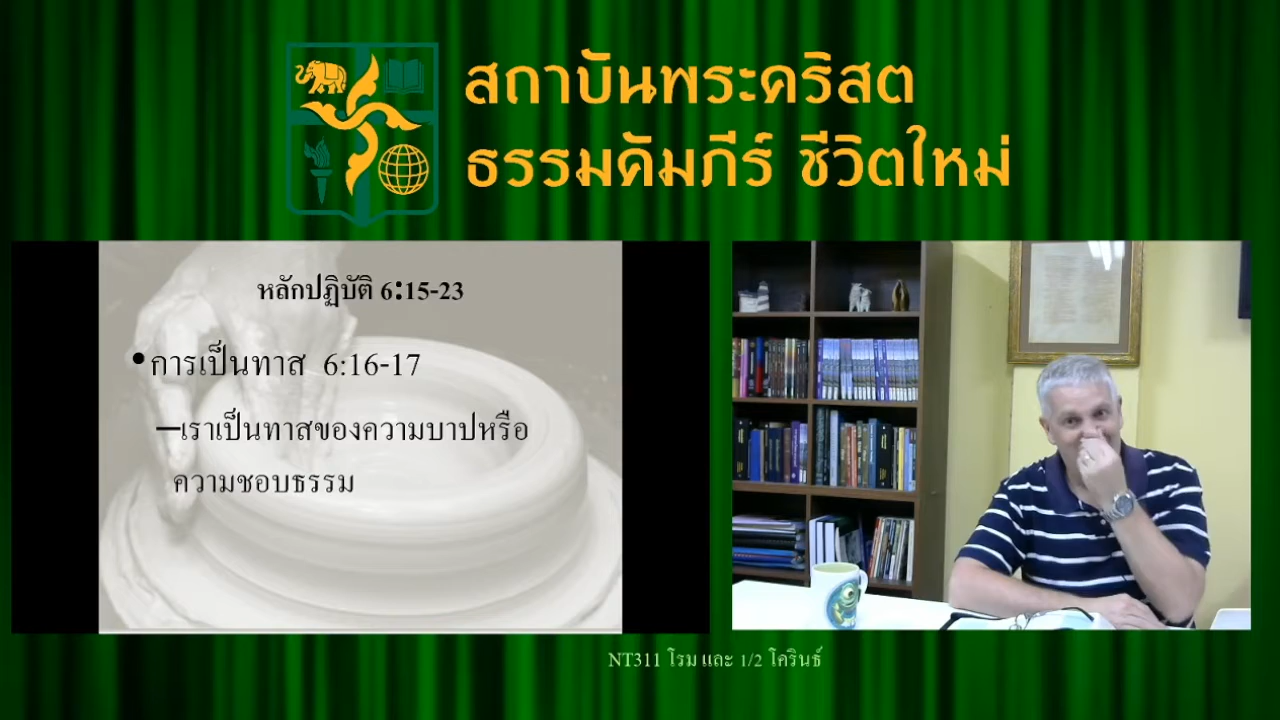 สถาบันพระคริสต
ธรรมคัมภีร์ ชีวิตใหม่
หลักปฏิบัติ 6:15-23
•การเป็นทาส 6:16-17
–เราเป็นทาสของความบาปหรือ
ความชอบธรรม
NT311 โรม และ 1/2 โครินธ์